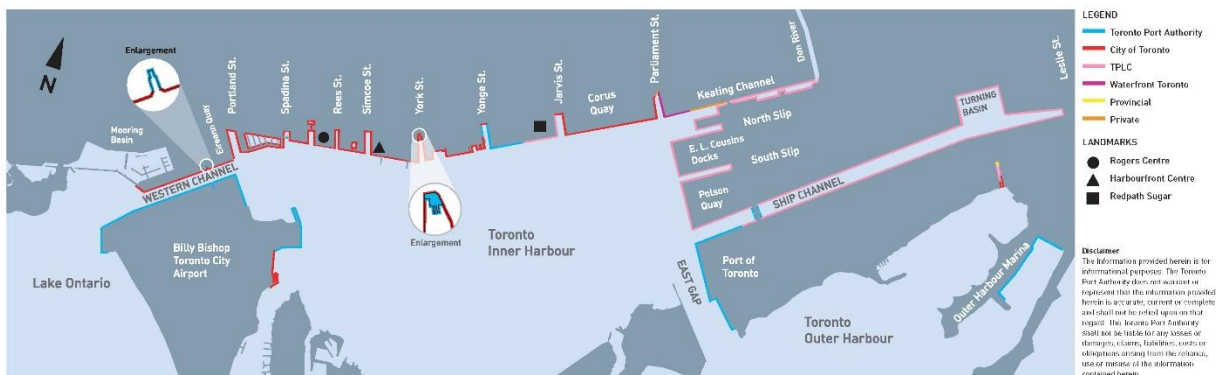 N
Enlargement
Mooring
Basin
Eireann Quay
Portland St.
Spadina St.
Rees St.
Simcoe St.
York St.
Yonge St.
Jarvis St.
Corus
Quay
Parliament St.
Keating Channel
Don River
Leslie St.
WESTERN CHANNEL
North Slip
E. L. Cousins
Docks
South Slip
Polson
Quay
TURNING
BASIN
SHIP CHANNEL
Enlargement
Billy Bishop
Toronto City
Airport
Lake Ontario
Toronto
Inner Harbour
EAST GAP
Port of
Toronto
Toronto
Outer Harbour
Outer Harbour Marina
LEGEND
Toronto Port Authority
City of Toronto
TPLC
Waterfront Toronto
Provincial
Private
LANDMARKS
Rogers Centre
Harbourfront Centre
Redpath Sugar
Disclaimer
The Information provided herein is for
informational purposes. The Toronto
Port Authority does not warrant or
represent that the information provided
herein is accurate, current or complete
and shall not be relied upon on that
regard. The Toronto Port Authority
shall not be liable for any losses or
damages, claims, liabilities, costs or
obligations arising from the reliance,
use or misuse of the information
contained herein.